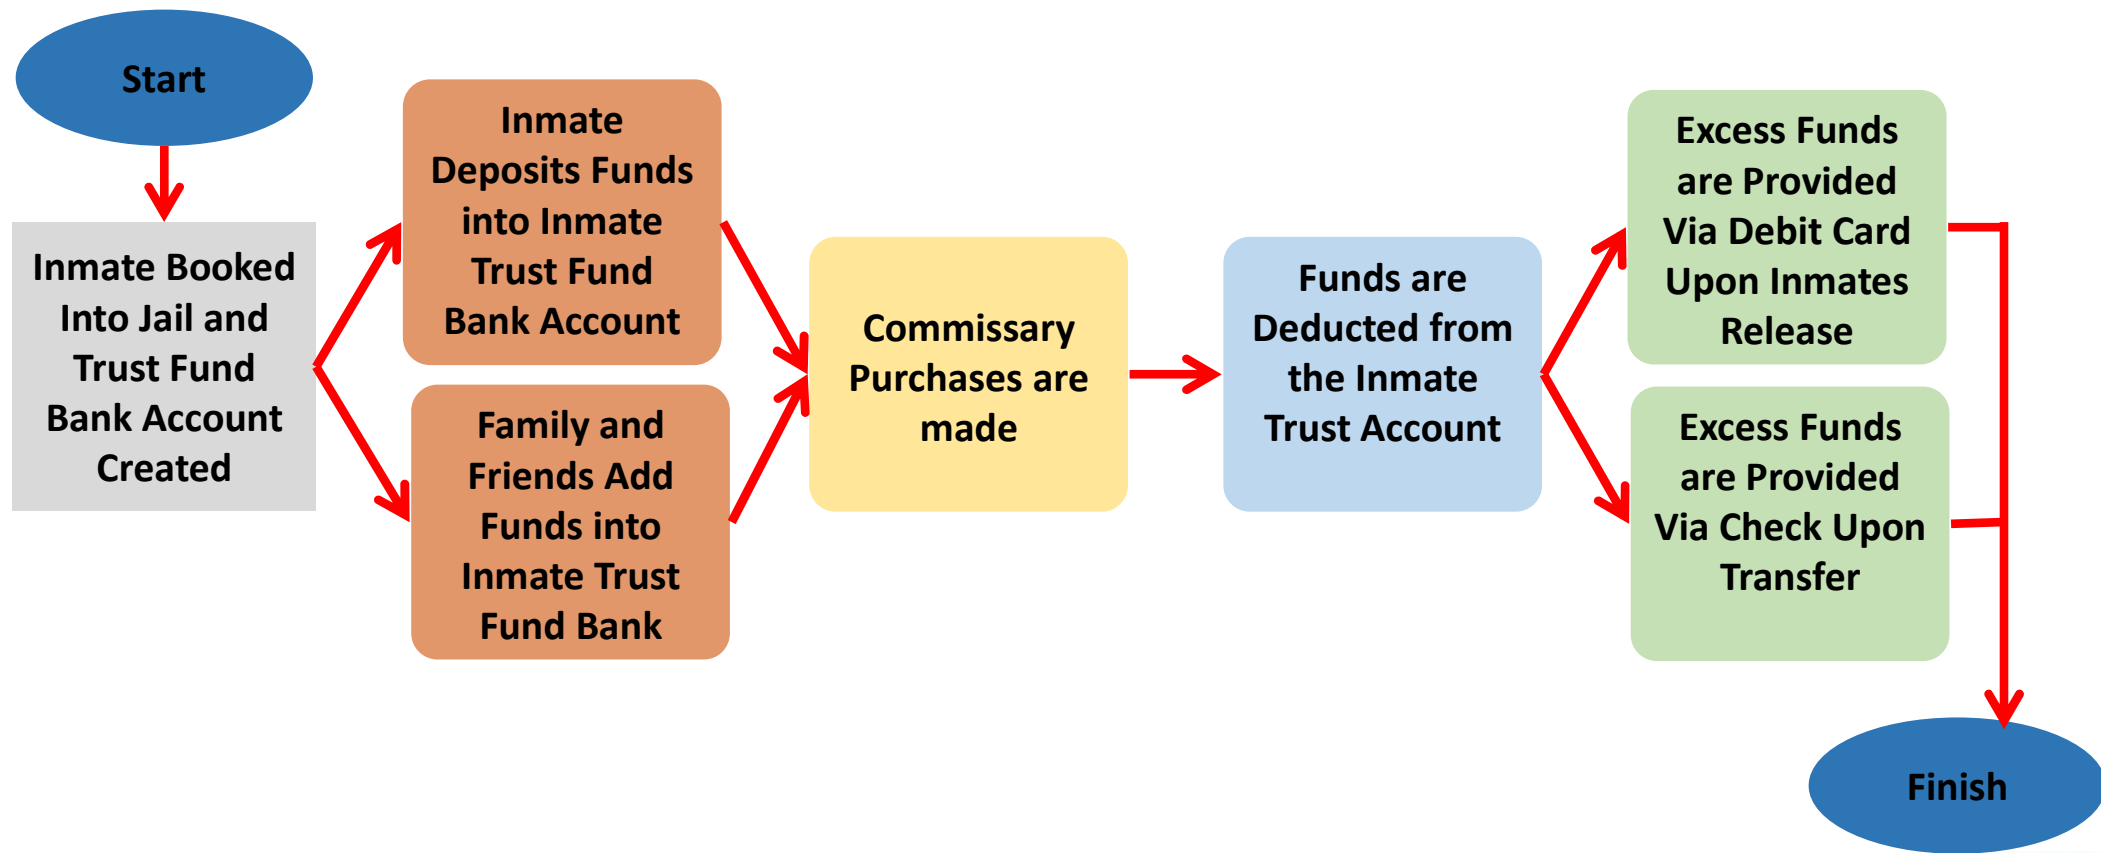 Start
Inmate Booked
Into Jail and
Trust Fund
Bank Account
Created
Inmate
Deposits Funds
into Inmate
Trust Fund
Bank Account
Family and
Friends Add
Funds into
Inmate Trust
Fund Bank
Commissary
Purchases are
made
Funds are
Deducted from
the Inmate
Trust Account
Excess Funds
are Provided
Via Debit Card
Upon Inmates
Release
Excess Funds
are Provided
Via Check Upon
Transfer
Finish